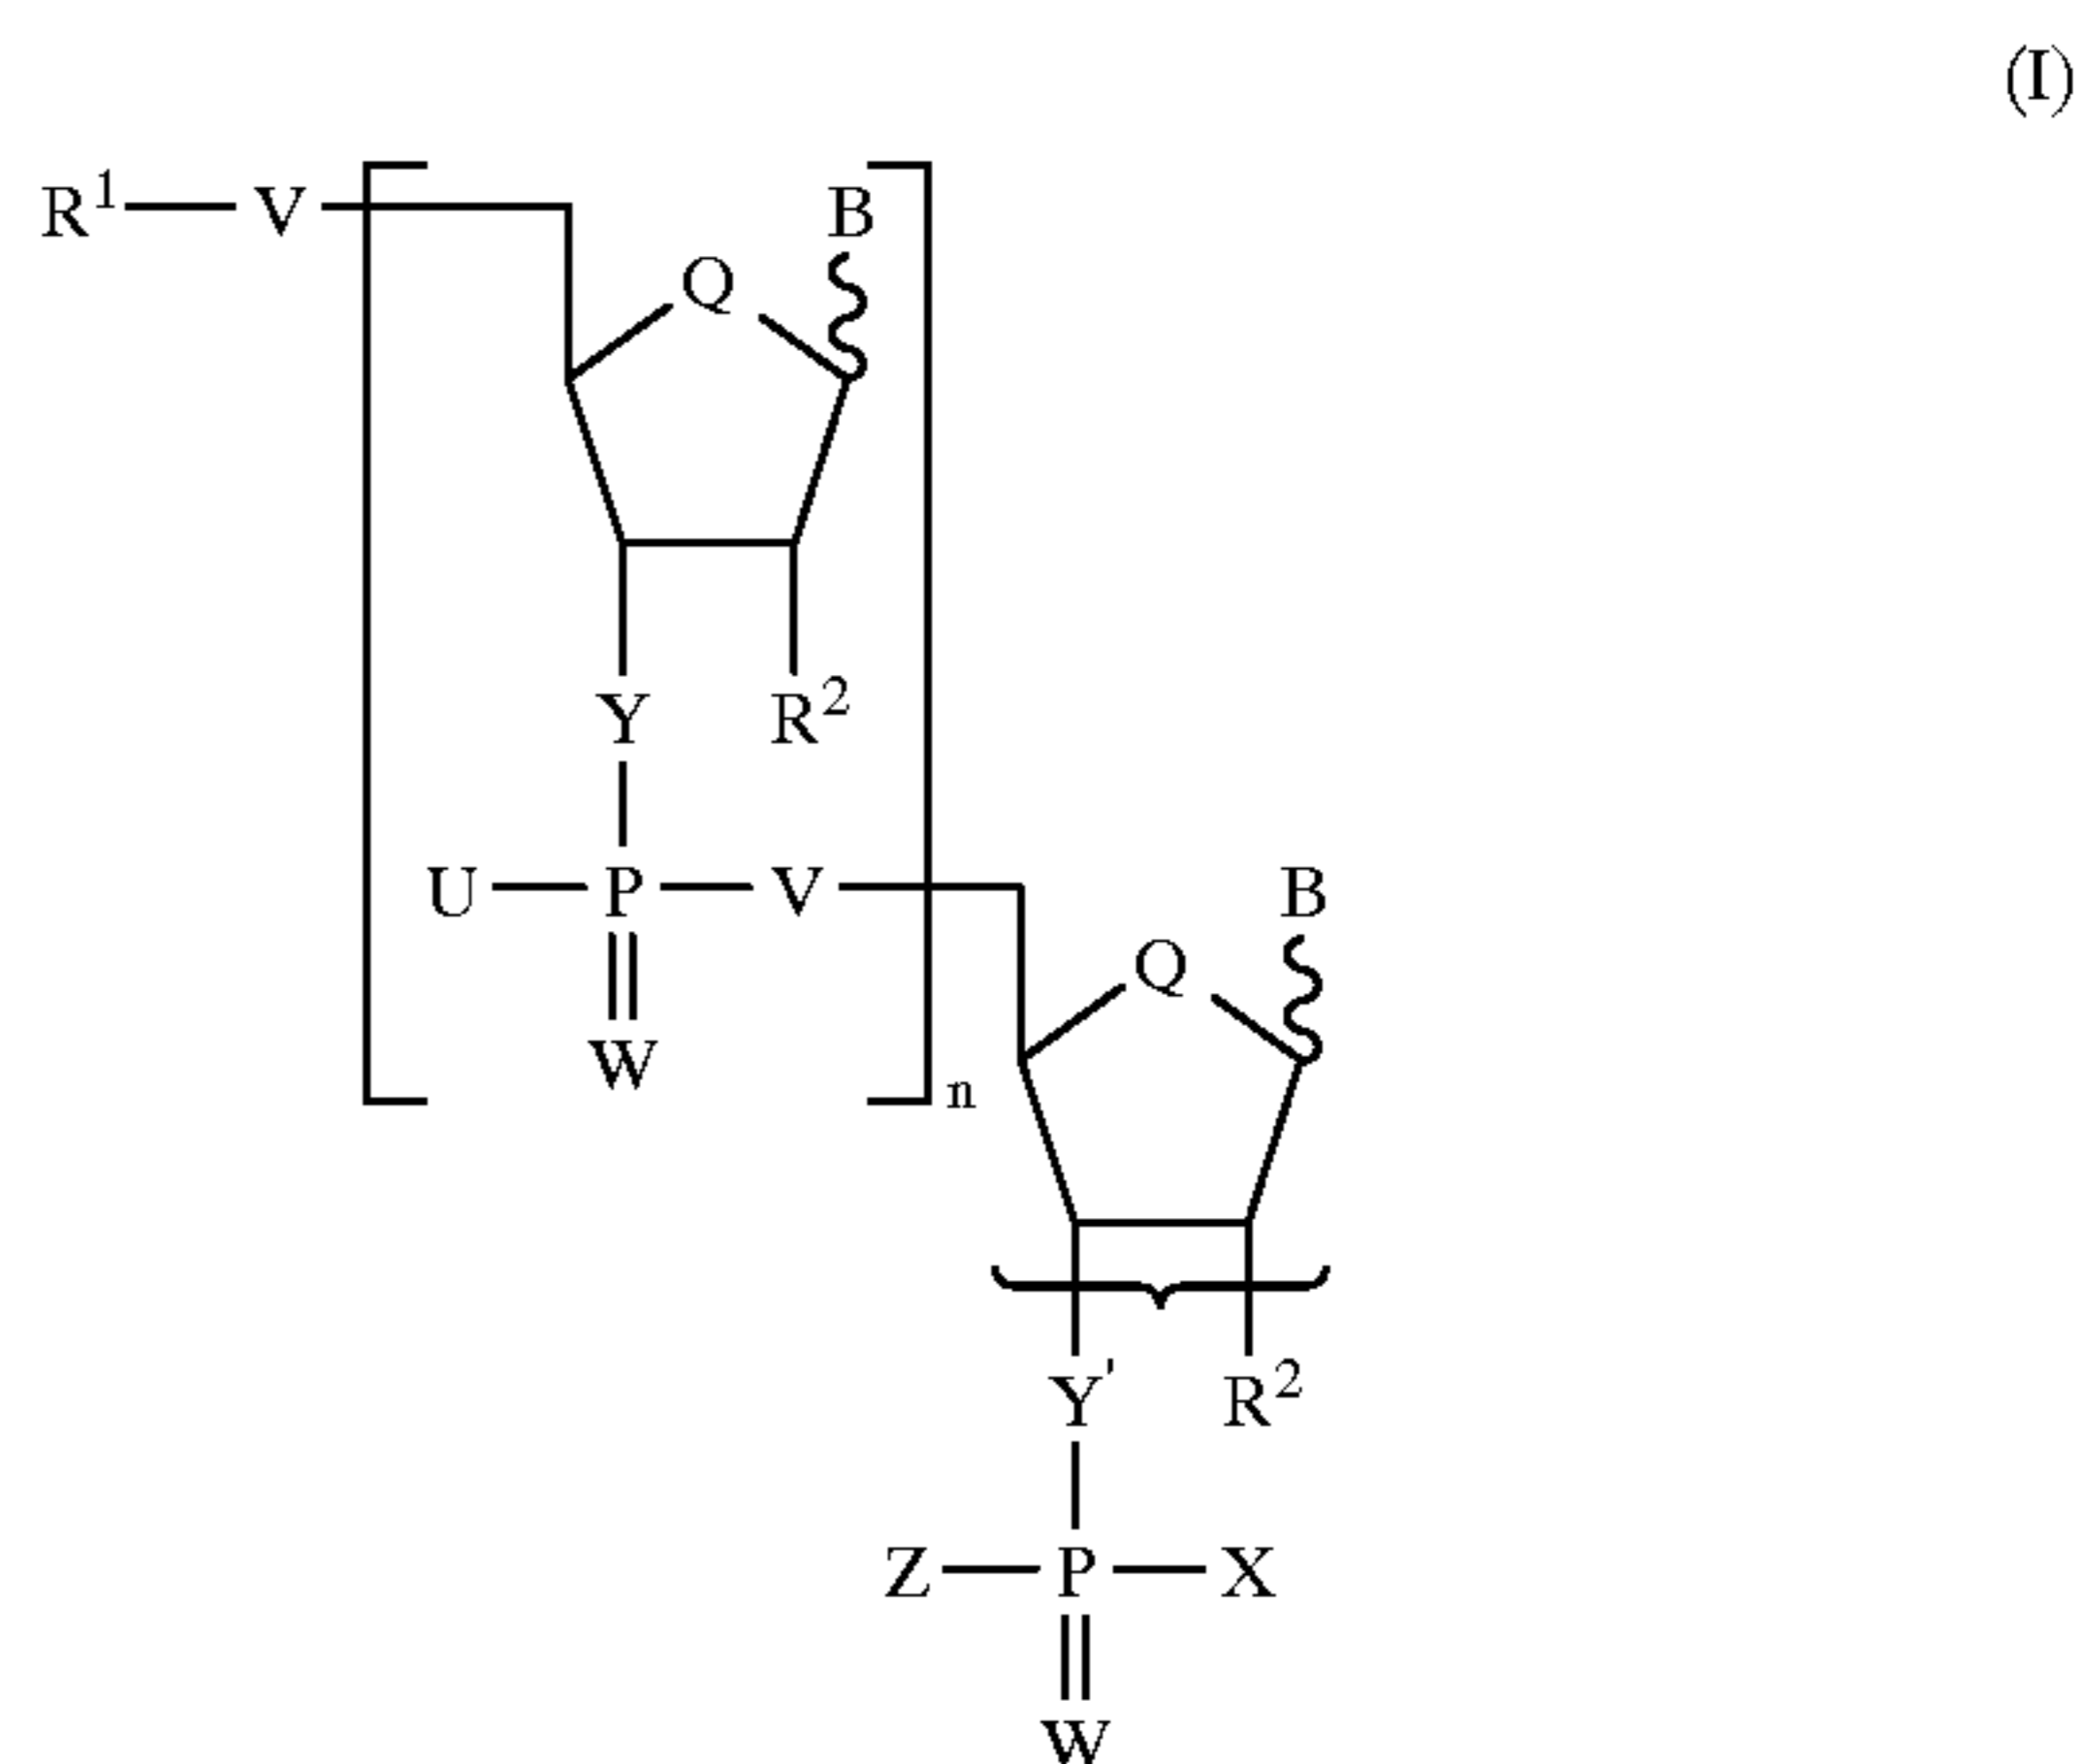 (I)
R¹ V B
Q
Y R²
U P V B
Q
W
n
Y' R²
Z P X
W